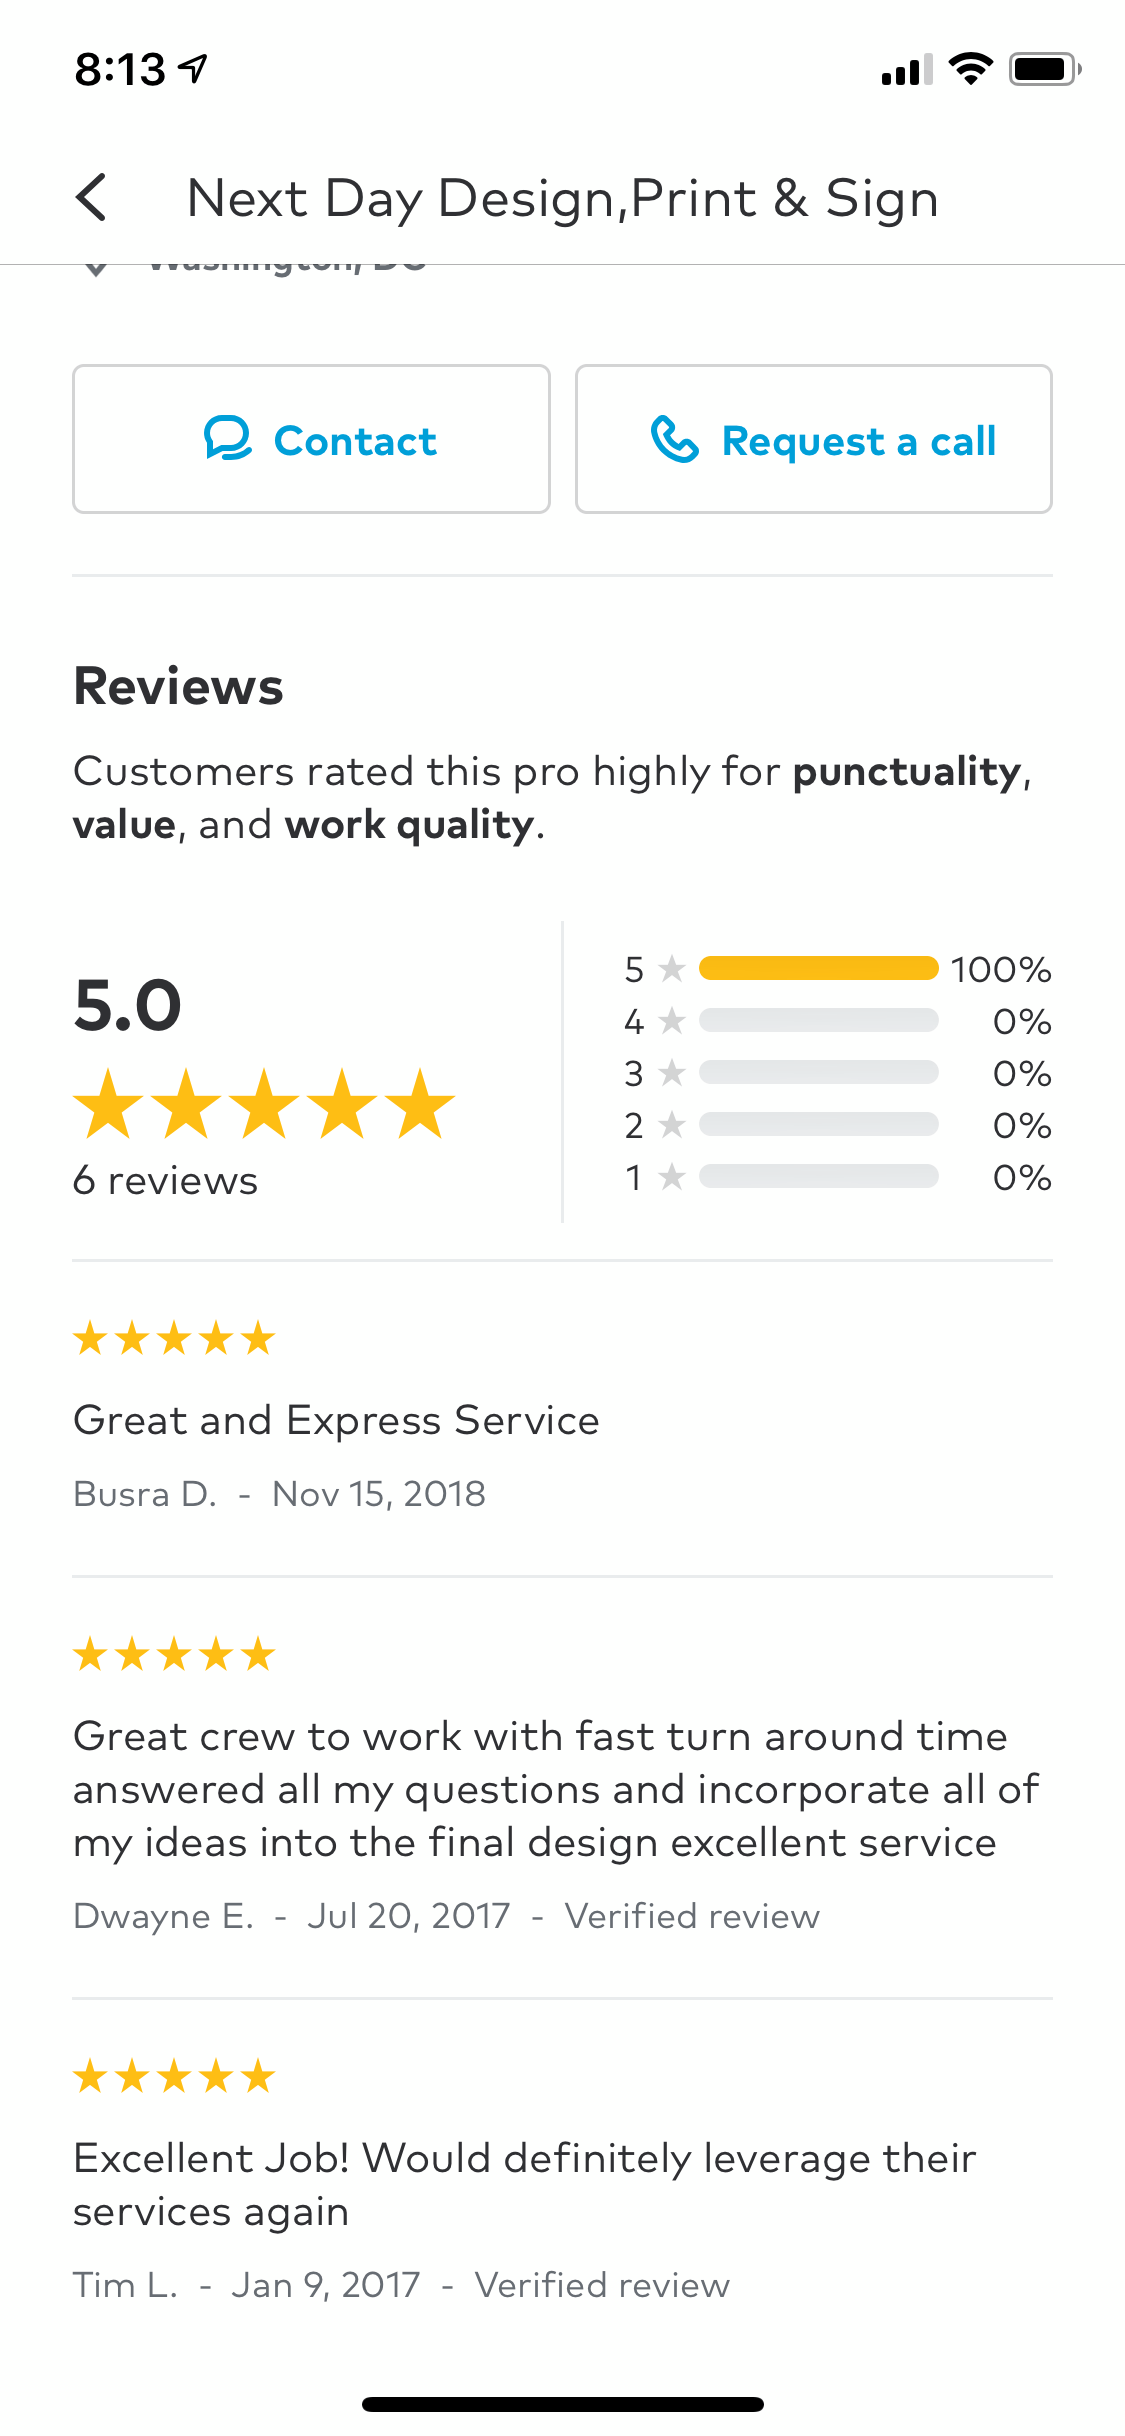 8:13
Next Day Design,Print & Sign
Washington, DC
Contact
Request a call
Reviews
Customers rated this pro highly for punctuality,
value, and work quality.
5.0
6 reviews
5 100%
4 0%
3 0%
2 0%
1 0%
Great and Express Service
Busra D. - Nov 15, 2018
Great crew to work with fast turn around time
answered all my questions and incorporate all of
my ideas into the final design excellent service
Dwayne E. - Jul 20, 2017 - Verified review
Excellent Job! Would definitely leverage their
services again
Tim L. - Jan 9, 2017 - Verified review